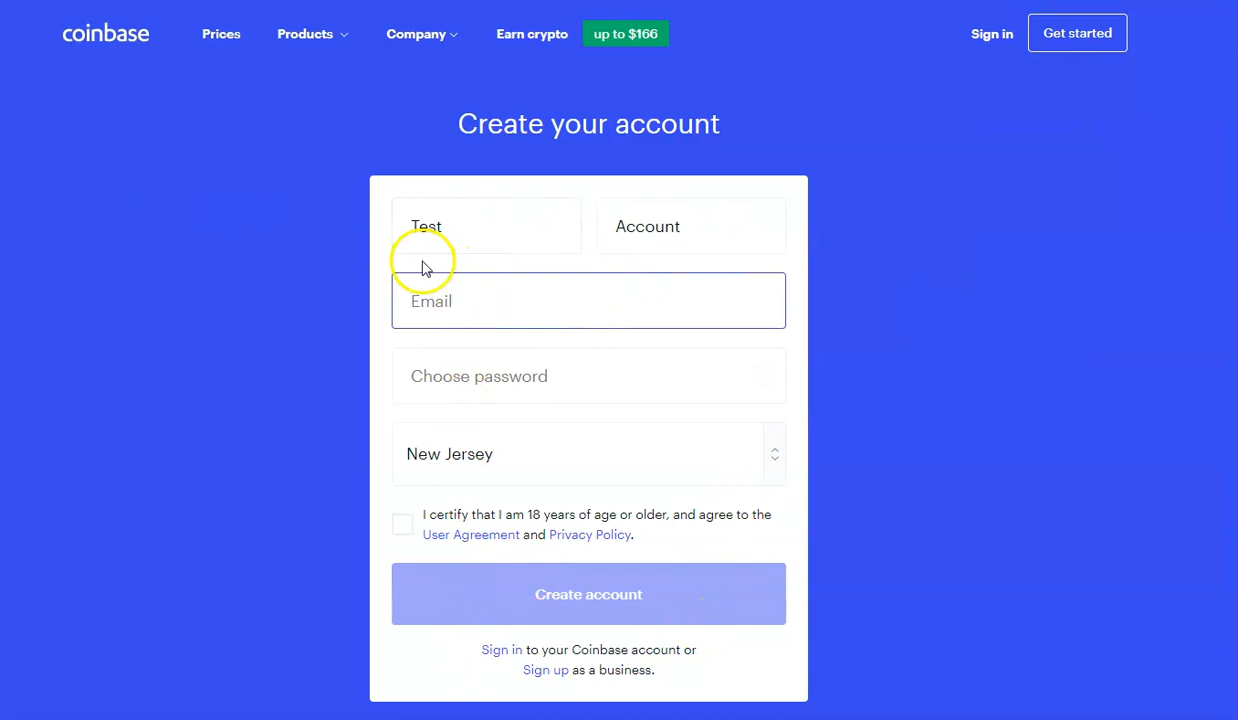 coinbase Prices Products Company Earn crypto up to $166 Sign in Get started
Create your account
Test Account
Email
Choose password
New Jersey
I certify that I am 18 years of age or older, and agree to the
User Agreement and Privacy Policy.
Create account
Sign in to your Coinbase account or
Sign up as a business.